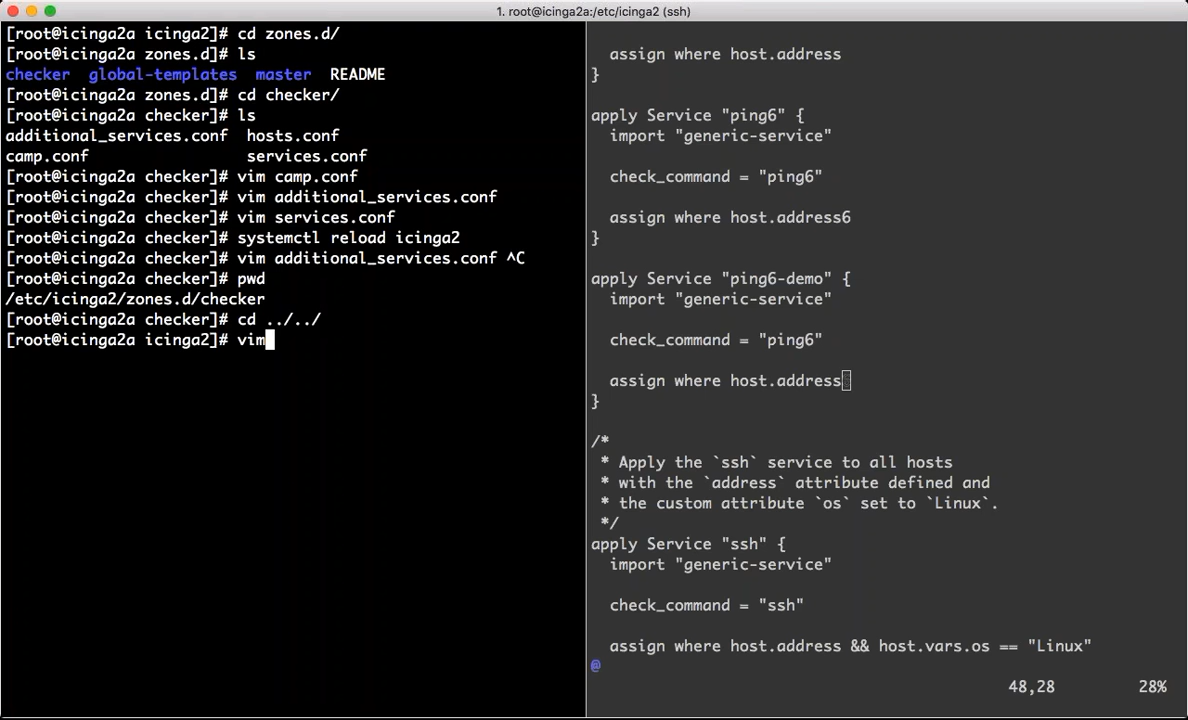 1. root@icinga2a:/etc/icinga2 (ssh)
[root@icinga2a icinga2]# cd zones.d/
[root@icinga2a zones.d]# ls
checker  global-templates  master  README
[root@icinga2a zones.d]# cd checker/
[root@icinga2a checker]# ls
additional_services.conf  hosts.conf
camp.conf                 services.conf
[root@icinga2a checker]# vim camp.conf
[root@icinga2a checker]# vim additional_services.conf
[root@icinga2a checker]# vim services.conf
[root@icinga2a checker]# systemctl reload icinga2
[root@icinga2a checker]# vim additional_services.conf ^C
[root@icinga2a checker]# pwd
/etc/icinga2/zones.d/checker
[root@icinga2a checker]# cd ../../
[root@icinga2a icinga2]# vim
  assign where host.address
}
apply Service "ping6" {
  import "generic-service"
  check_command = "ping6"
  assign where host.address6
}
apply Service "ping6-demo" {
  import "generic-service"
  check_command = "ping6"
  assign where host.address
}
/*
 * Apply the `ssh` service to all hosts
 * with the `address` attribute defined and
 * the custom attribute `os` set to `Linux`.
 */
apply Service "ssh" {
  import "generic-service"
  check_command = "ssh"
  assign where host.address && host.vars.os == "Linux"
@
48,28 28%